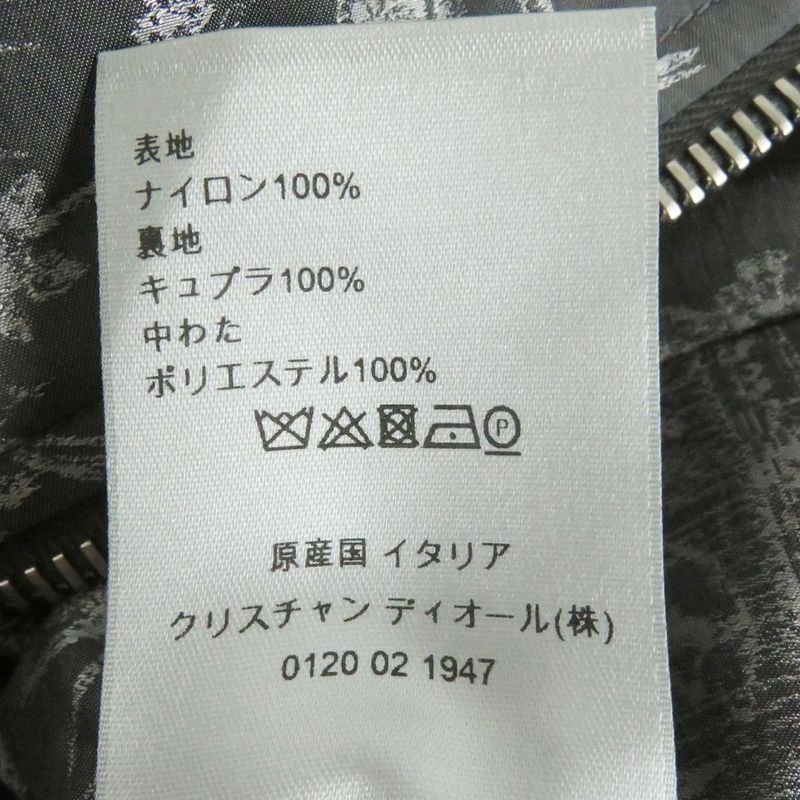 表地
ナイロン100%
裏地
キュプラ100%
中わた
ポリエステル100%
P
原産国 イタリア
クリスチャン ディオール(株)
0120 02 1947